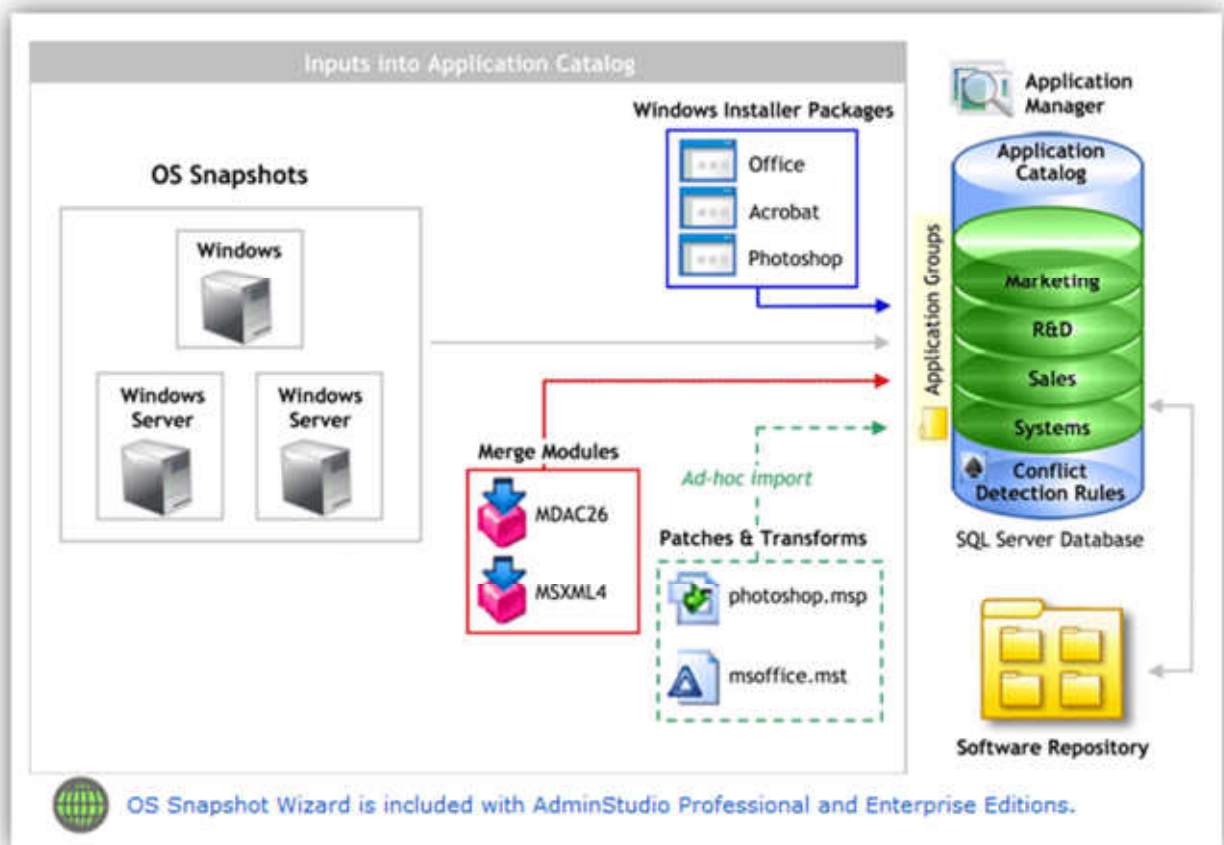 Inputs into Application Catalog
OS Snapshots
Windows
Windows
Server
Windows
Server
Windows Installer Packages
Office
Acrobat
Photoshop
Merge Modules
MDAC26
MSXML4
Ad-hoc import
Patches & Transforms
photoshop.msp
msoffice.mst
Application
Manager
Application
Catalog
Application Groups
Marketing
R&D
Sales
Systems
Conflict
Detection Rules
SQL Server Database
Software Repository
OS Snapshot Wizard is included with AdminStudio Professional and Enterprise Editions.